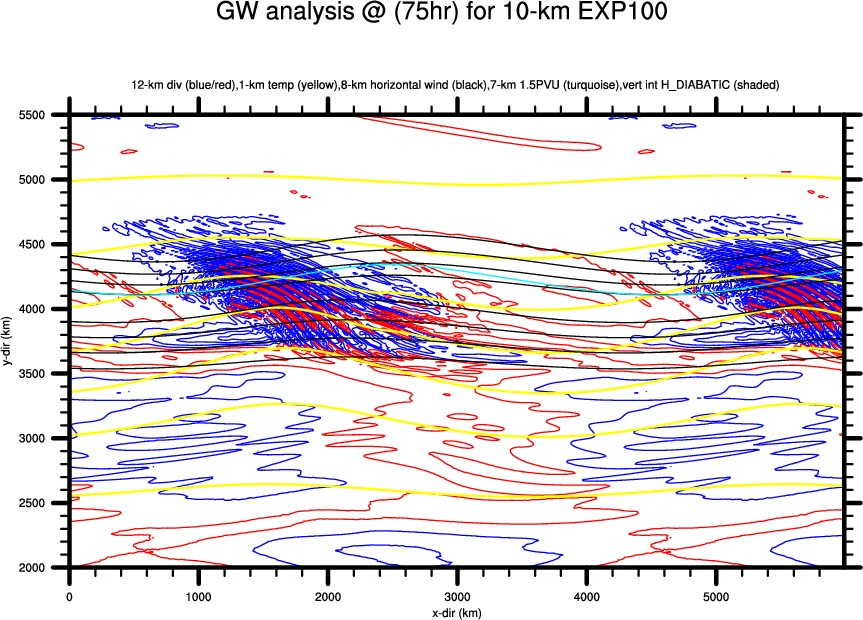 GW analysis @ (75hr) for 10-km EXP100
12-km div (blue/red),1-km temp (yellow),8-km horizontal wind (black),7-km 1.5PVU (turquoise),vert int H_DIABATIC (shaded)
5500
5000
4500
4000
3500
3000
2500
2000
y-dir (km)
0 1000 2000 3000 4000 5000
x-dir (km)